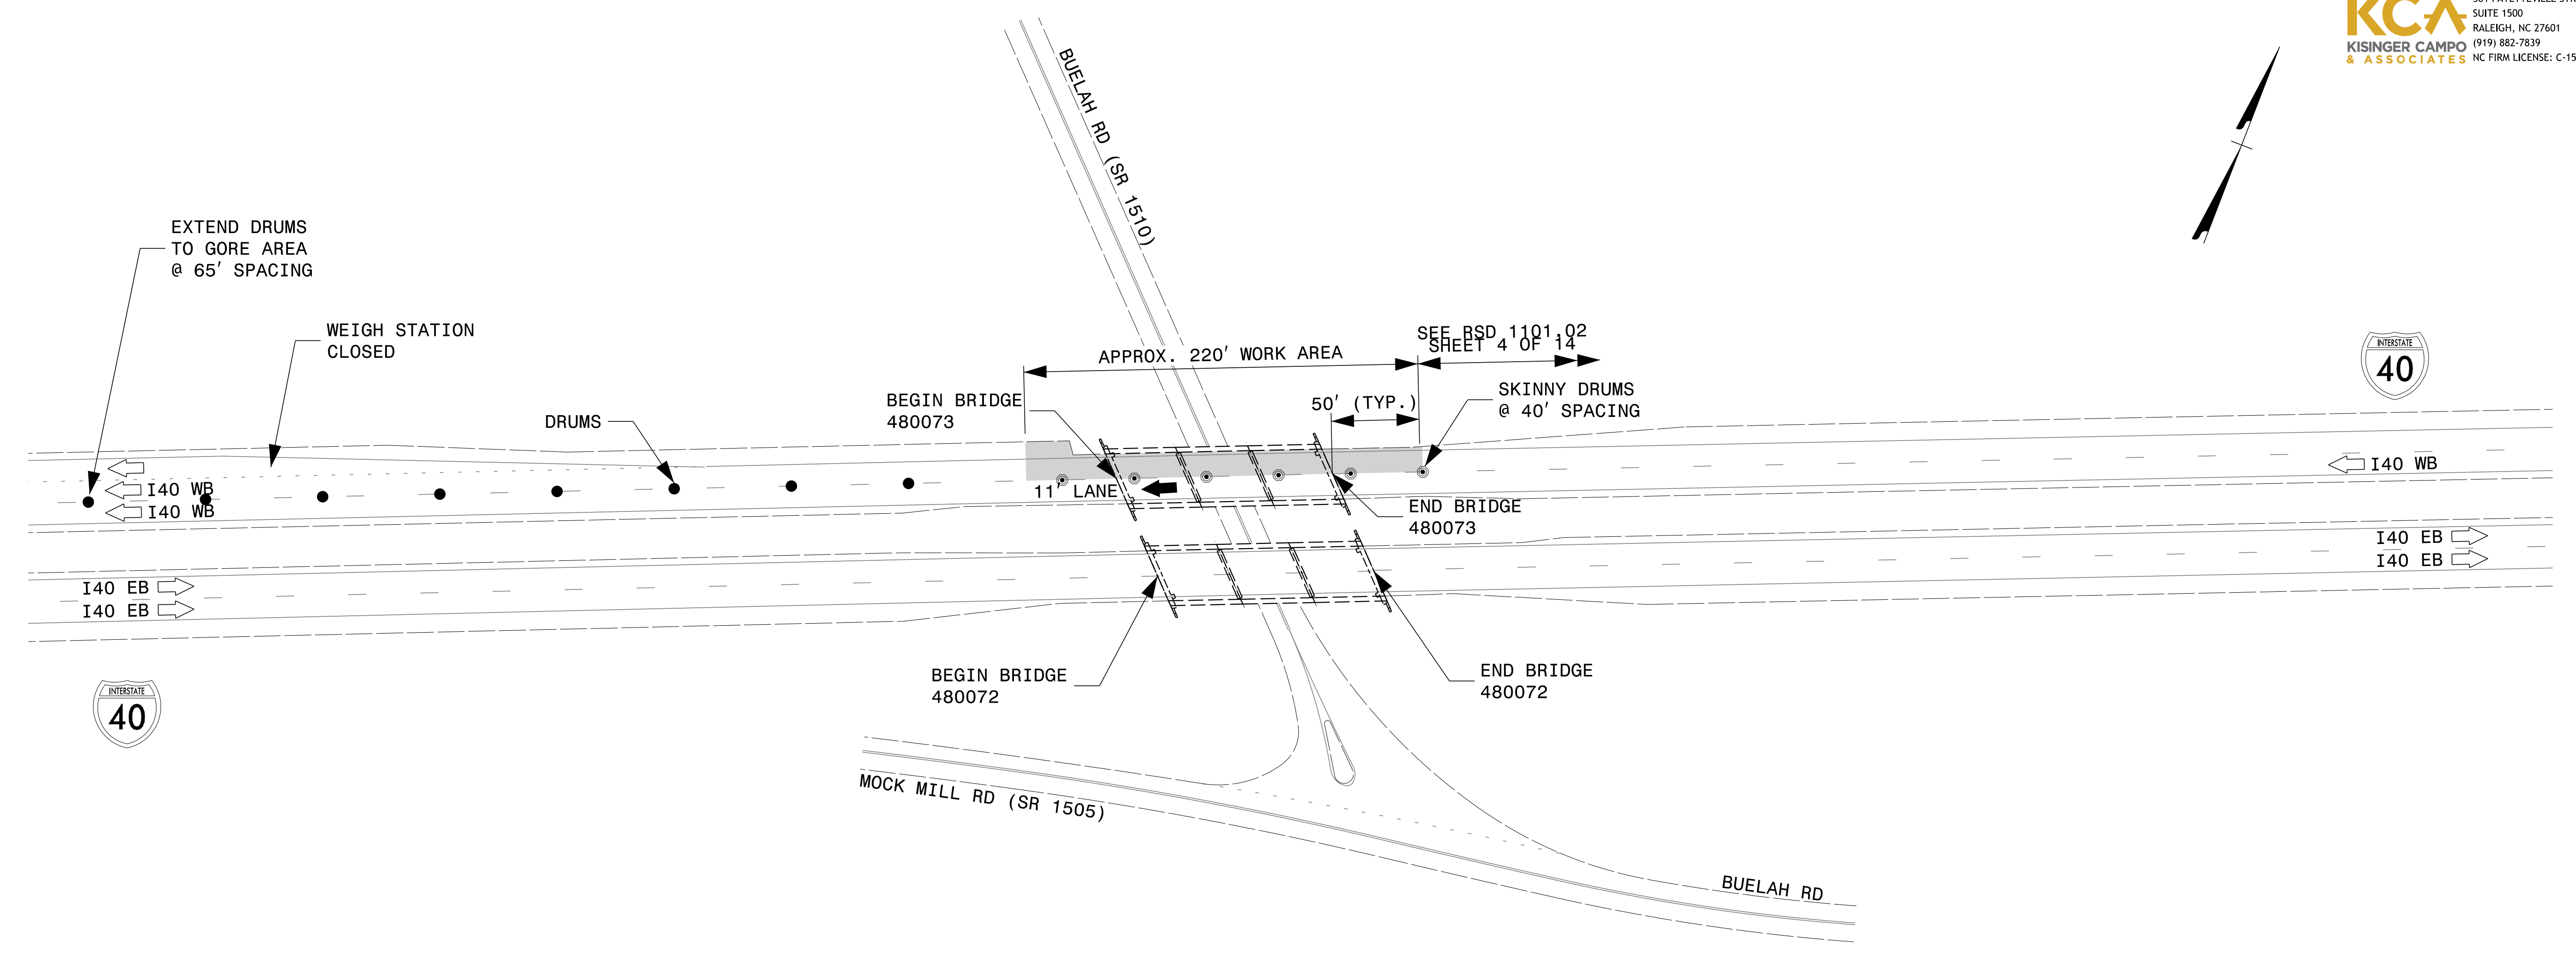 KCA
KISINGER CAMPO
& ASSOCIATES
SUITE 1500
RALEIGH, NC 27601
(919) 882-7839
NC FIRM LICENSE: C-15
BUELAH RD (SR 1510)
EXTEND DRUMS
TO GORE AREA
@ 65' SPACING
WEIGH STATION
CLOSED
DRUMS
BEGIN BRIDGE
480073
APPROX. 220' WORK AREA
SEE RSD 1101.02
SHEET 4 OF 14
50' (TYP.)
SKINNY DRUMS
@ 40' SPACING
INTERSTATE
40
I40 WB
I40 WB
11' LANE
I40 WB
END BRIDGE
480073
I40 EB
I40 EB
I40 EB
I40 EB
BEGIN BRIDGE
480072
END BRIDGE
480072
INTERSTATE
40
MOCK MILL RD (SR 1505)
BUELAH RD